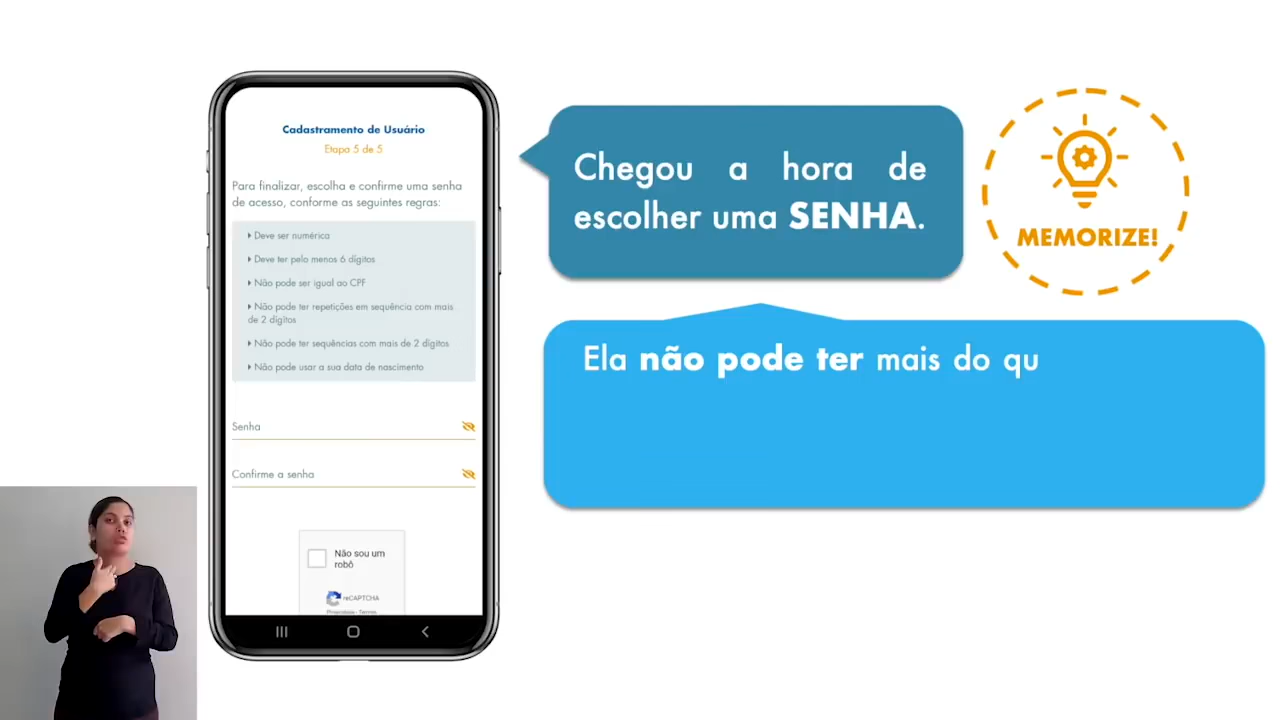 Cadastramento de Usuário
Etapa 5 de 5
Para finalizar, escolha e confirme uma senha
de acesso, conforme as seguintes regras:
Deve ser numérica
Deve ter pelo menos 6 dígitos
Não pode ser igual ao CPF
Não pode ter repetições em sequência com mais
de 2 dígitos
Não pode ter sequências com mais de 2 dígitos
Não pode usar a sua data de nascimento
Senha
Confirme a senha
Não sou um
robô
reCAPTCHA
Privacidade - Termos
Chegou a hora de
escolher uma SENHA.
MEMORIZE!
Ela não pode ter mais do qu